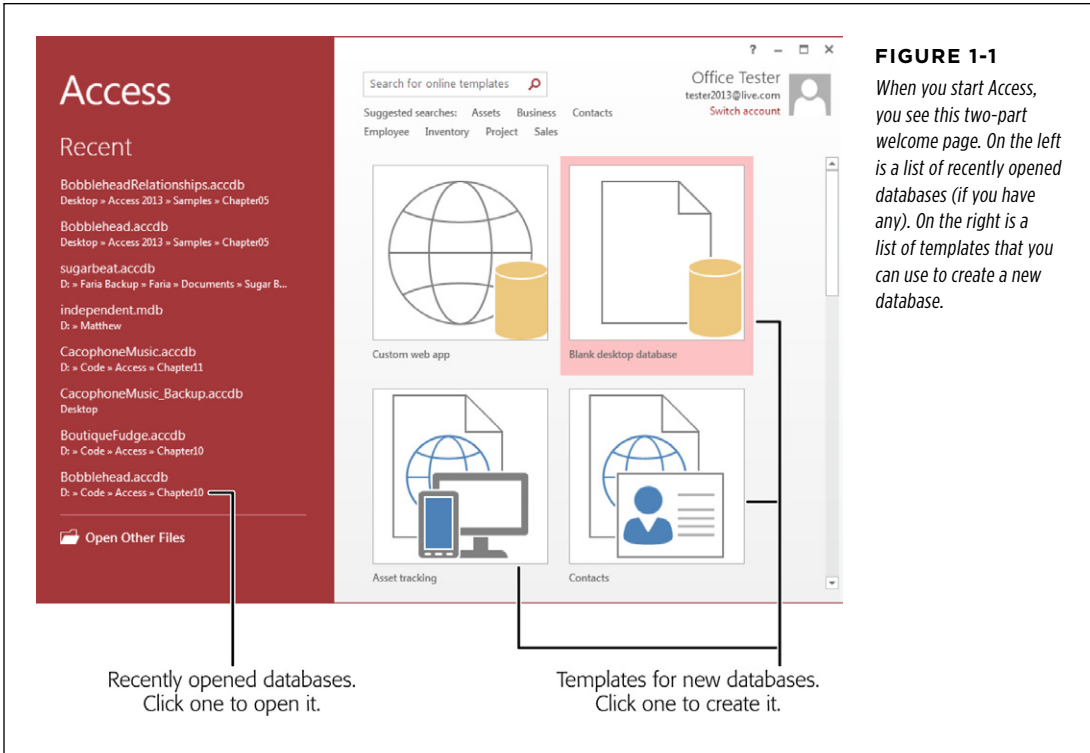 Access
Recent
BobbleheadRelationships.accdb
Desktop » Access 2013 » Samples » Chapter05
Bobblehead.accdb
Desktop » Access 2013 » Samples » Chapter05
sugarbeat.accdb
D: » Faria Backup » Faria » Documents » Sugar B...
independent.mdb
D: » Matthew
CacophoneMusic.accdb
D: » Code » Access » Chapter11
CacophoneMusic_Backup.accdb
Desktop
BoutiqueFudge.accdb
D: » Code » Access » Chapter10
Bobblehead.accdb
D: » Code » Access » Chapter10
Open Other Files
?
Search for online templates
Suggested searches: Assets Business Contacts
Employee Inventory Project Sales
Office Tester
tester2013@live.com
Switch account
Custom web app
Blank desktop database
Asset tracking
Contacts
Recently opened databases.
Click one to open it.
Templates for new databases.
Click one to create it.
FIGURE 1-1
When you start Access,
you see this two-part
welcome page. On the left
is a list of recently opened
databases (if you have
any). On the right is a
list of templates that you
can use to create a new
database.